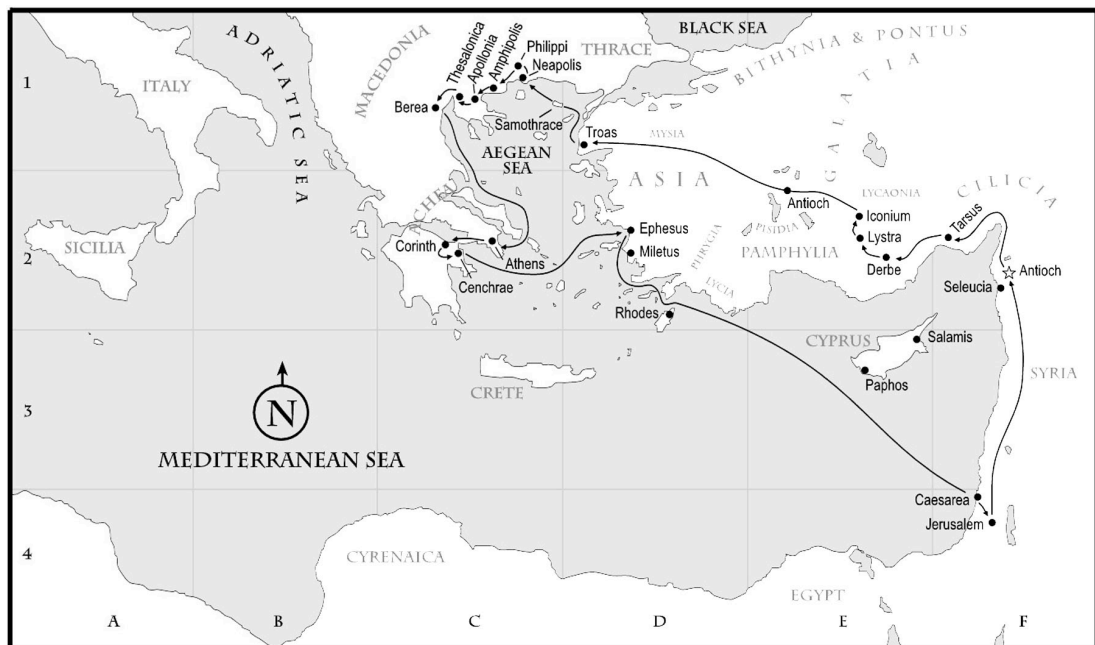 BLACK SEA
ADRIATIC SEA
ITALY
MACEDONIA
Thesalonica
Apollonia
Amphipolis
Philippi
Neapolis
THRACE
BITHYNIA & PONTUS
GALATIA
1
Berea
Samothrace
Troas
MYSIA
AEGEAN
SEA
ASIA
Antioch
LYCAONIA
CILICIA
ACHEAU
Iconium
Tarsus
SICILIA
Corinth
Athens
Ephesus
Miletus
PHRYGIA
PISIDIA
PAMPHYLIA
Lystra
2
Cenchrae
Derbe
Antioch
LYCIA
Seleucia
Rhodes
CYPRUS
Salamis
CRETE
Paphos
SYRIA
N
3
MEDITERRANEAN SEA
Caesarea
Jerusalem
4
CYRENAICA
EGYPT
A
B
C
D
E
F